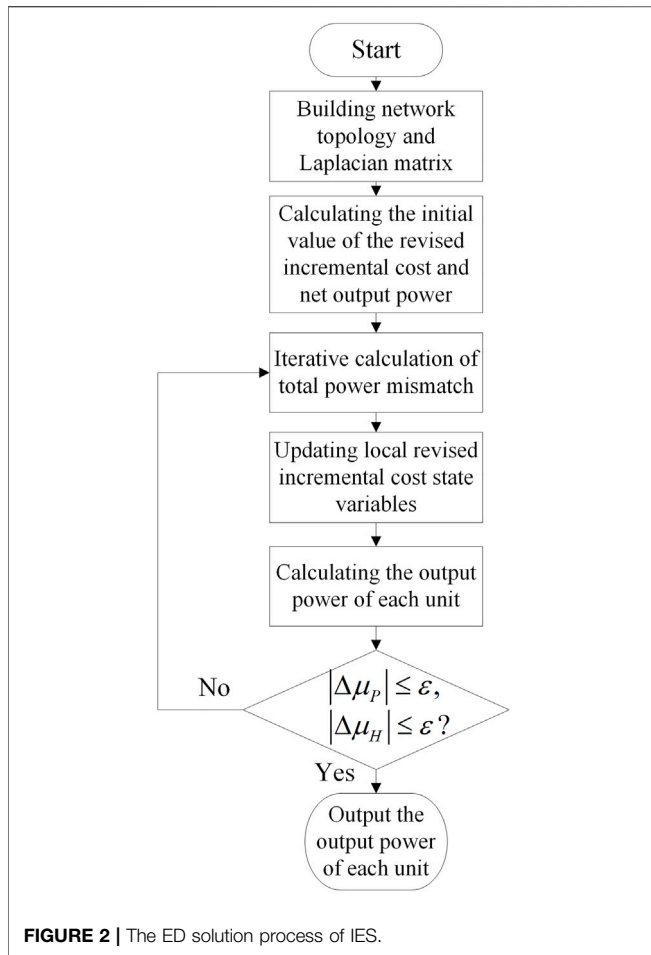 Start
Building network
topology and
Laplacian matrix
Calculating the initial
value of the revised
incremental cost and
net output power
Iterative calculation of
total power mismatch
Updating local revised
incremental cost state
variables
Calculating the output
power of each unit
No
|Δμ_P| ≤ ε,
|Δμ_H| ≤ ε?
Yes
Output the
output power
of each unit
FIGURE 2 | The ED solution process of IES.